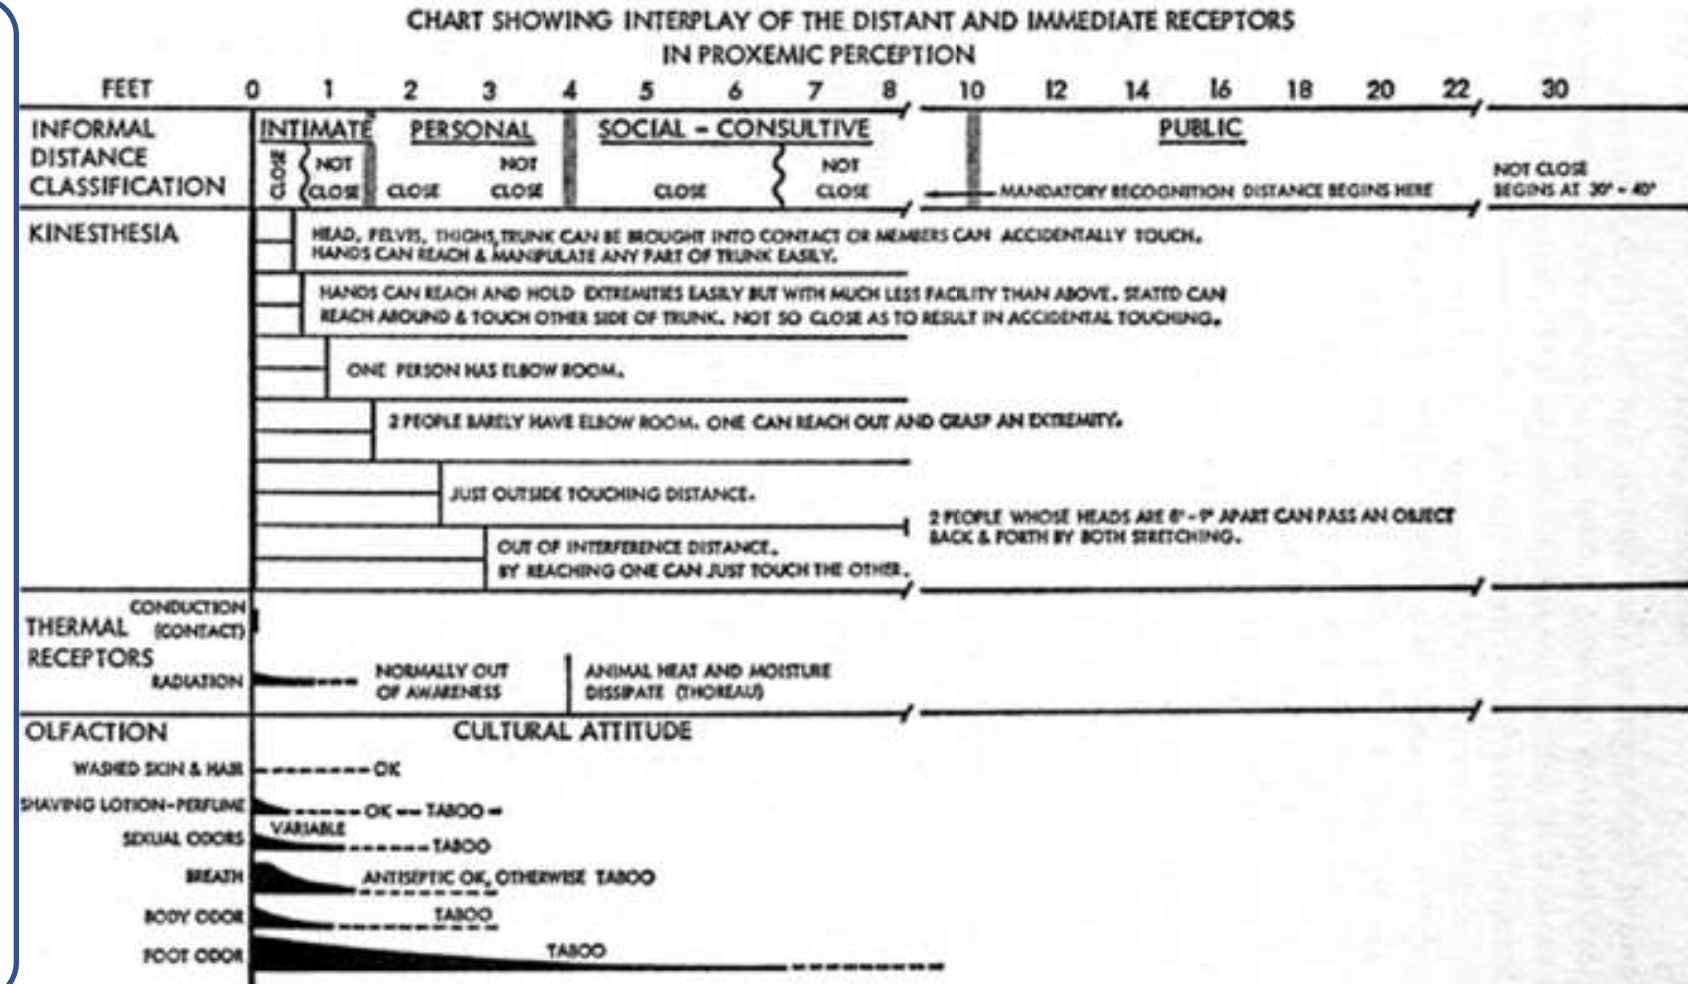 CHART SHOWING INTERPLAY OF THE DISTANT AND IMMEDIATE RECEPTORS
IN PROXEMIC PERCEPTION
FEET 0 1 2 3 4 5 6 7 8 10 12 14 16 18 20 22 30
INFORMAL DISTANCE CLASSIFICATION
INTIMATE PERSONAL SOCIAL - CONSULTIVE PUBLIC
CLOSE
NOT CLOSE
CLOSE
NOT CLOSE
CLOSE
NOT CLOSE
MANDATORY RECOGNITION DISTANCE BEGINS HERE
NOT CLOSE
BEGINS AT 30' - 40'
KINESTHESIA
HEAD, PELVIS, THIGHS, TRUNK CAN BE BROUGHT INTO CONTACT OR MEMBERS CAN ACCIDENTALLY TOUCH.
HANDS CAN REACH & MANIPULATE ANY PART OF TRUNK EASILY.
HANDS CAN REACH AND HOLD EXTREMITIES EASILY BUT WITH MUCH LESS FACILITY THAN ABOVE. SEATED CAN
REACH AROUND & TOUCH OTHER SIDE OF TRUNK. NOT SO CLOSE AS TO RESULT IN ACCIDENTAL TOUCHING.
ONE PERSON HAS ELBOW ROOM.
2 PEOPLE BARELY HAVE ELBOW ROOM. ONE CAN REACH OUT AND GRASP AN EXTREMITY.
JUST OUTSIDE TOUCHING DISTANCE.
2 PEOPLE WHOSE HEADS ARE 8' - 9' APART CAN PASS AN OBJECT
BACK & FORTH BY BOTH STRETCHING.
OUT OF INTERFERENCE DISTANCE.
BY REACHING ONE CAN JUST TOUCH THE OTHER.
THERMAL RECEPTORS
CONDUCTION
(CONTACT)
RADIATION
NORMALLY OUT
OF AWARENESS
ANIMAL HEAT AND MOISTURE
DISSIPATE (THOREAU)
OLFACTION CULTURAL ATTITUDE
WASHED SKIN & HAIR OK
SHAVING LOTION-PERFUME OK TABOO
SEXUAL ODORS VARIABLE TABOO
BREATH ANTISEPTIC OK, OTHERWISE TABOO
BODY ODOR TABOO
FOOT ODOR TABOO